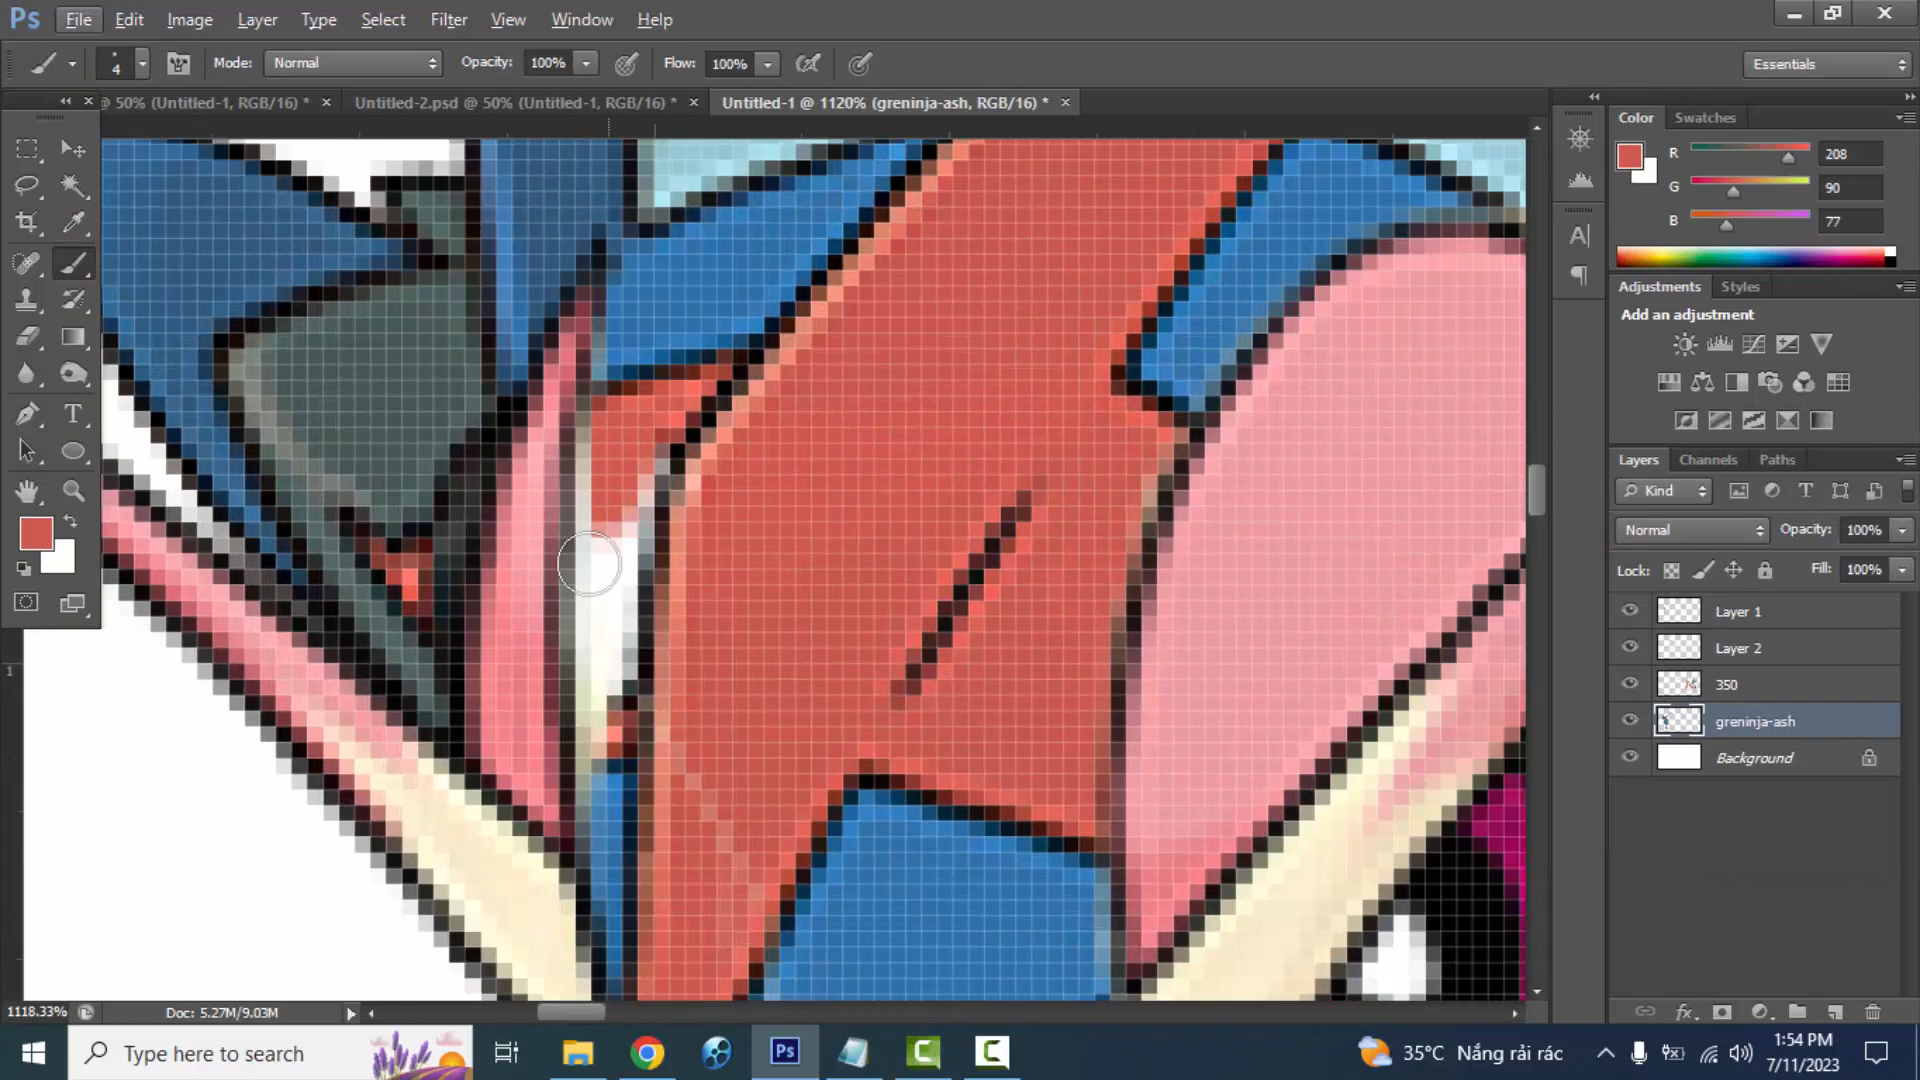 Ps File Edit Image Layer Type Select Filter View Window Help
4 Mode: Normal Opacity: 100% Flow: 100% Essentials
@ 50% (Untitled-1, RGB/16) * × Untitled-2.psd @ 50% (Untitled-1, RGB/16) * × Untitled-1 @ 1120% (greninja-ash, RGB/16) * ×
Color Swatches
R 208
G 90
B 77
Adjustments Styles
Add an adjustment
Layers Channels Paths
Kind
Normal Opacity: 100%
Lock: Fill: 100%
Layer 1
Layer 2
350
greninja-ash
Background
1
1118.33% Doc: 5.27M/9.03M
Type here to search Ps 35°C Nắng rải rác 1:54 PM
7/11/2023